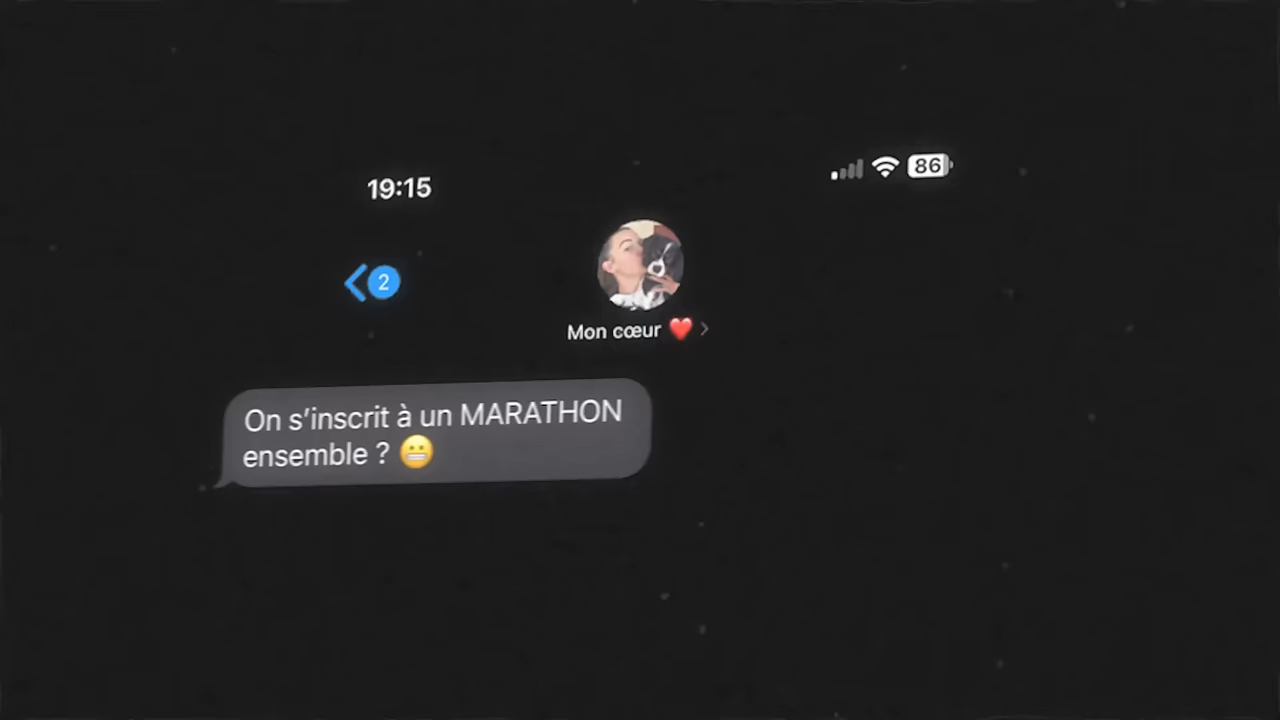 19:15
86
2
Mon cœur ❤️
On s’inscrit à un MARATHON
ensemble ? 😬